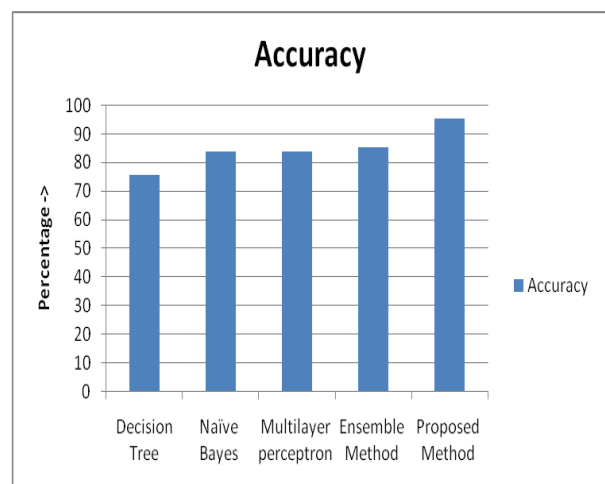 Accuracy
Percentage ->
100
90
80
70
60
50
40
30
20
10
0
Decision Tree
Naïve Bayes
Multilayer perceptron
Ensemble Method
Proposed Method
Accuracy